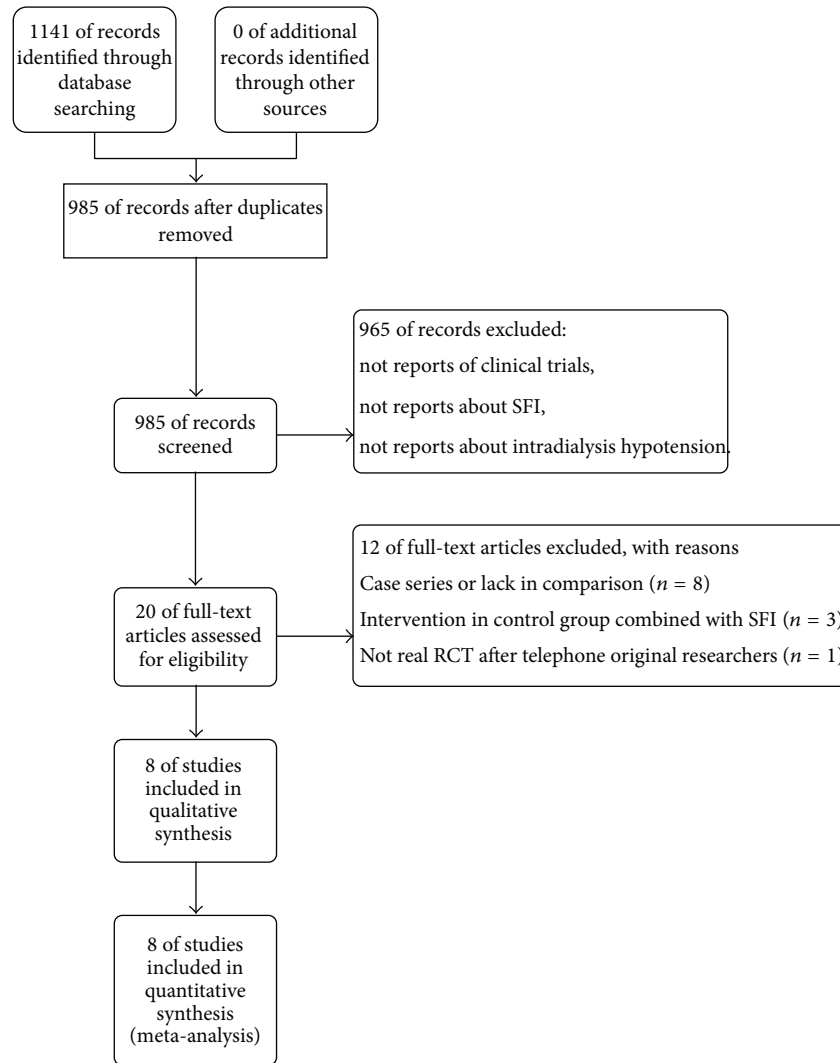 1141 of records
identified through
database
searching
0 of additional
records identified
through other
sources
985 of records after duplicates
removed
985 of records
screened
965 of records excluded:
not reports of clinical trials,
not reports about SFI,
not reports about intradialysis hypotension.
20 of full-text
articles assessed
for eligibility
12 of full-text articles excluded, with reasons
Case series or lack in comparison (n = 8)
Intervention in control group combined with SFI (n = 3)
Not real RCT after telephone original researchers (n = 1)
8 of studies
included in
qualitative
synthesis
8 of studies
included in
quantitative
synthesis
(meta-analysis)